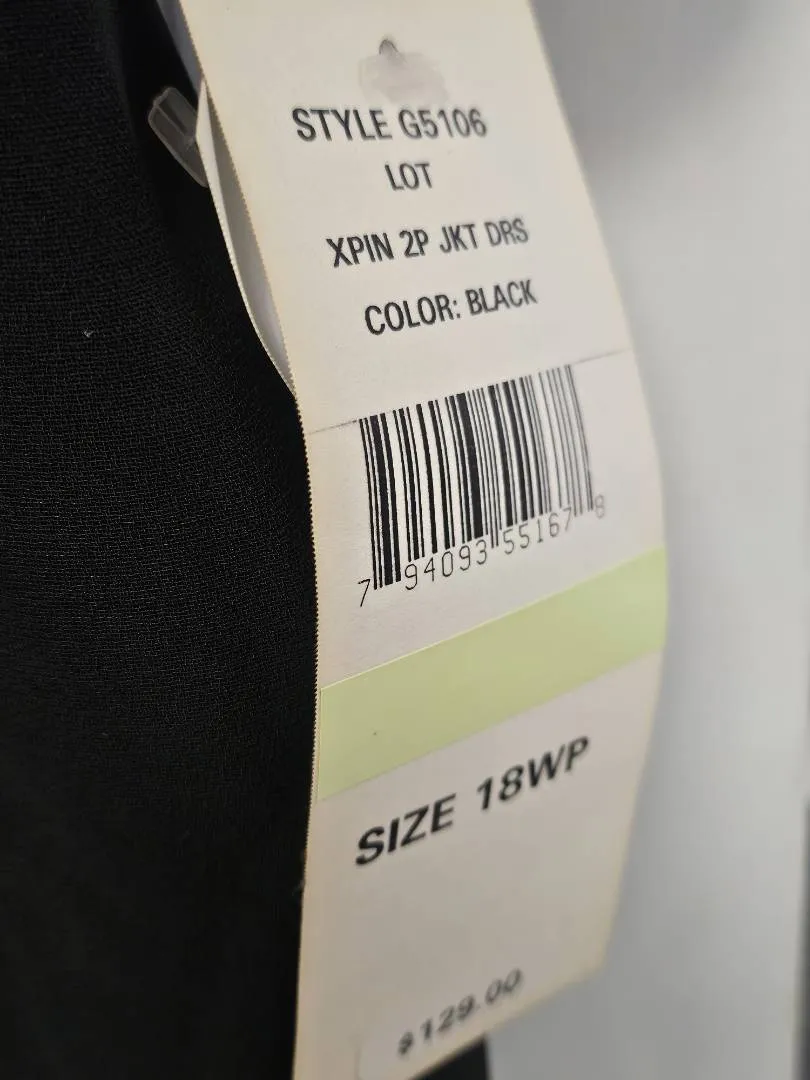 STYLE G5106
LOT
XPIN 2P JKT DRS
COLOR: BLACK
7 94093 55167 8
SIZE 18WP
$129.00